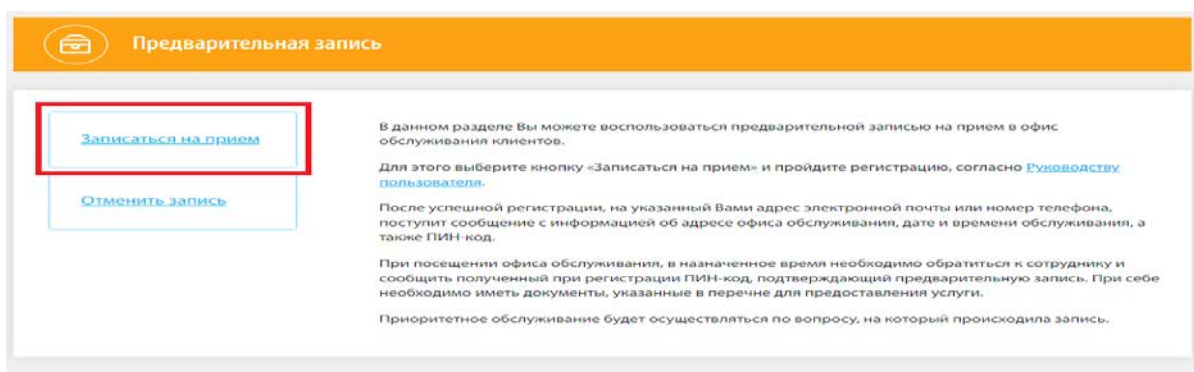 Предварительная запись
Записаться на прием
Отменить запись
В данном разделе Вы можете воспользоваться предварительной записью на прием в офис
обслуживания клиентов.
Для этого выберите кнопку «Записаться на прием» и пройдите регистрацию, согласно Руководству
пользователя.
После успешной регистрации, на указанный Вами адрес электронной почты или номер телефона,
поступит сообщение с информацией об адресе офиса обслуживания, дате и времени обслуживания, а
также ПИН-код.
При посещении офиса обслуживания, в назначенное время необходимо обратиться к сотруднику и
сообщить полученный при регистрации ПИН-код, подтверждающий предварительную запись. При себе
необходимо иметь документы, указанные в перечне для предоставления услуги.
Приоритетное обслуживание будет осуществляться по вопросу, на который происходила запись.